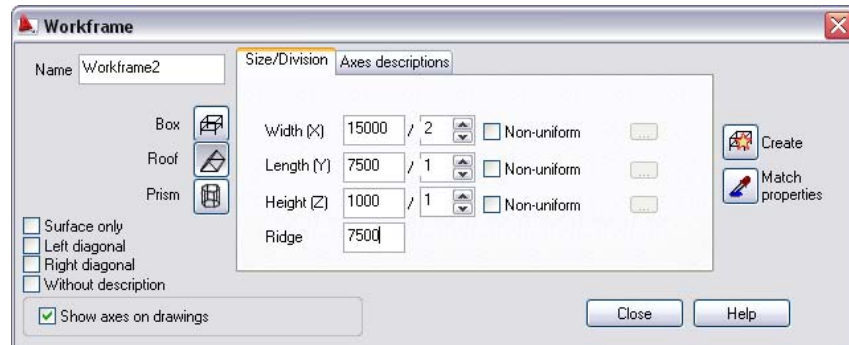 Workframe
Name Workframe2
Size/Division Axes descriptions
Box
Roof
Prism
Width (X) 15000 / 2 Non-uniform ...
Length (Y) 7500 / 1 Non-uniform ...
Height (Z) 1000 / 1 Non-uniform ...
Ridge 7500
Create
Match
properties
Surface only
Left diagonal
Right diagonal
Without description
Show axes on drawings
Close Help